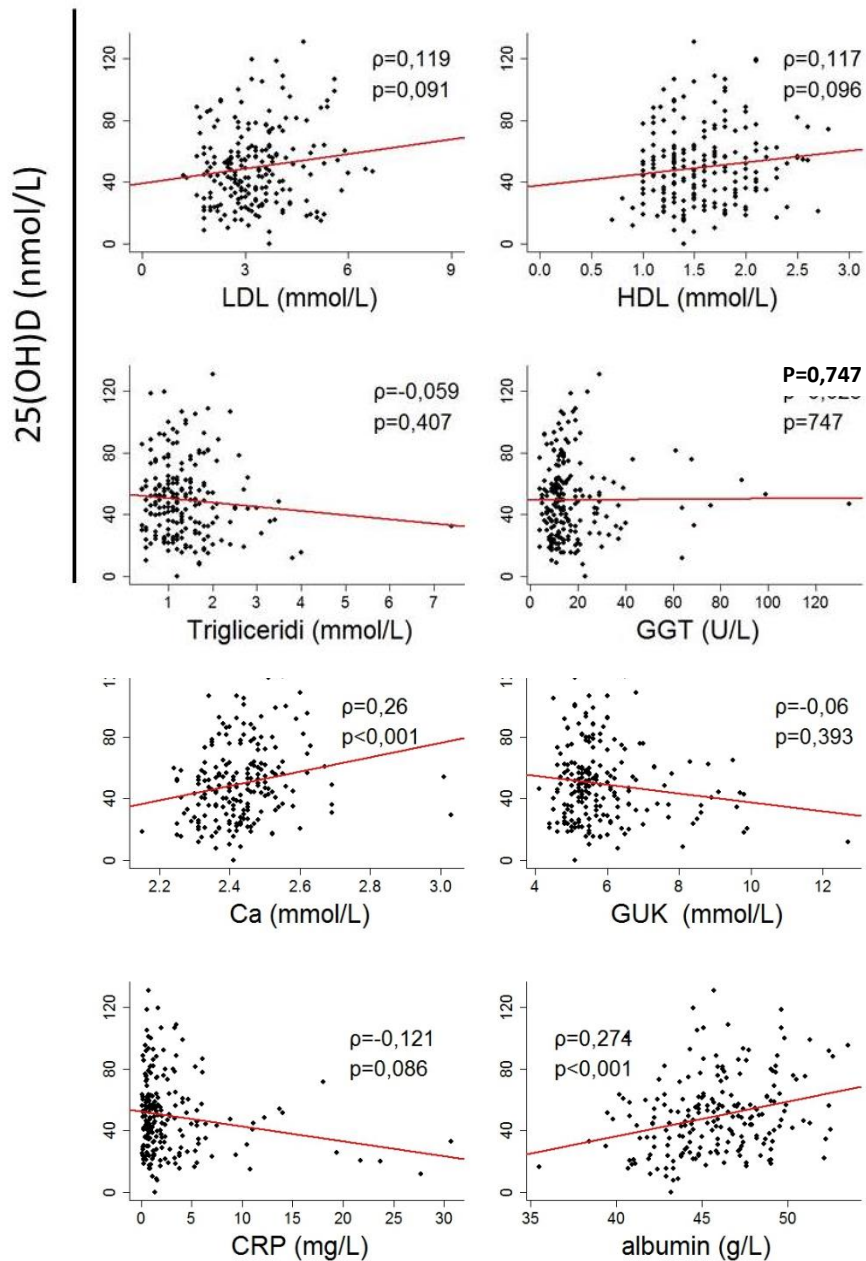 25(OH)D (nmol/L)
ρ=0,119
p=0,091
0 40 80 120
0 3 6 9
LDL (mmol/L)
ρ=0,117
p=0,096
0 40 80 120
0.0 0.5 1.0 1.5 2.0 2.5 3.0
HDL (mmol/L)
ρ=-0,059
p=0,407
0 40 80 120
1 2 3 4 5 6 7
Trigliceridi (mmol/L)
P=0,747
p=747
0 40 80 120
0 20 40 60 80 100 120
GGT (U/L)
ρ=0,26
p<0,001
0 40 80
2.2 2.4 2.6 2.8 3.0
Ca (mmol/L)
ρ=-0,06
p=0,393
0 40 80
4 6 8 10 12
GUK (mmol/L)
ρ=-0,121
p=0,086
0 40 80 120
0 5 10 15 20 25 30
CRP (mg/L)
ρ=0,274
p<0,001
0 40 80 120
35 40 45 50
albumin (g/L)